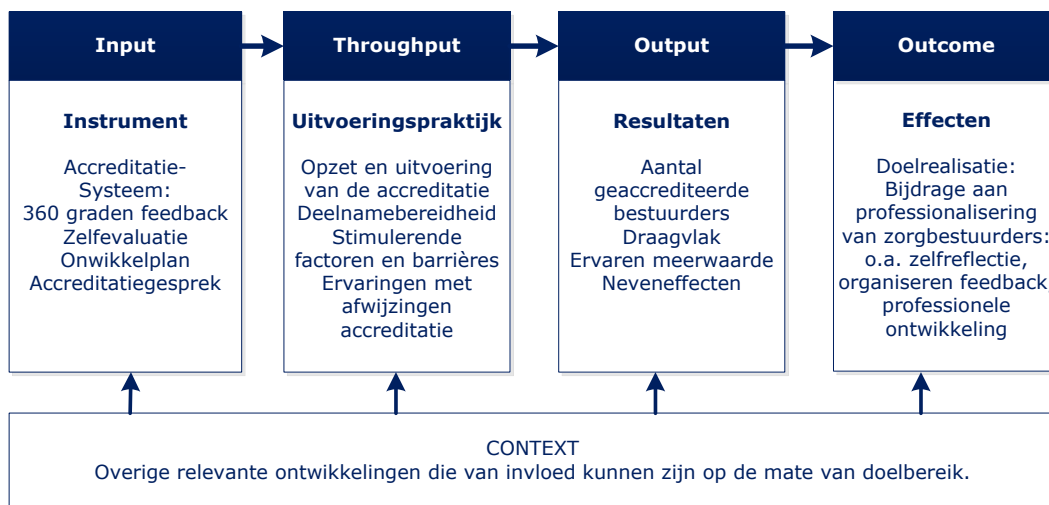 Input
Throughput
Output
Outcome
Instrument
Accreditatie-
Systeem:
360 graden feedback
Zelfevaluatie
Onwikkelplan
Accreditatiegesprek
Uitvoeringspraktijk
Opzet en uitvoering
van de accreditatie
Deelnamebereidheid
Stimulerende
factoren en barrières
Ervaringen met
afwijzingen
accreditatie
Resultaten
Aantal
geaccrediteerde
bestuurders
Draagvlak
Ervaren meerwaarde
Neveneffecten
Effecten
Doelrealisatie:
Bijdrage aan
professionalisering
van zorgbestuurders:
o.a. zelfreflectie,
organiseren feedback,
professionele
ontwikkeling
CONTEXT
Overige relevante ontwikkelingen die van invloed kunnen zijn op de mate van doelbereik.